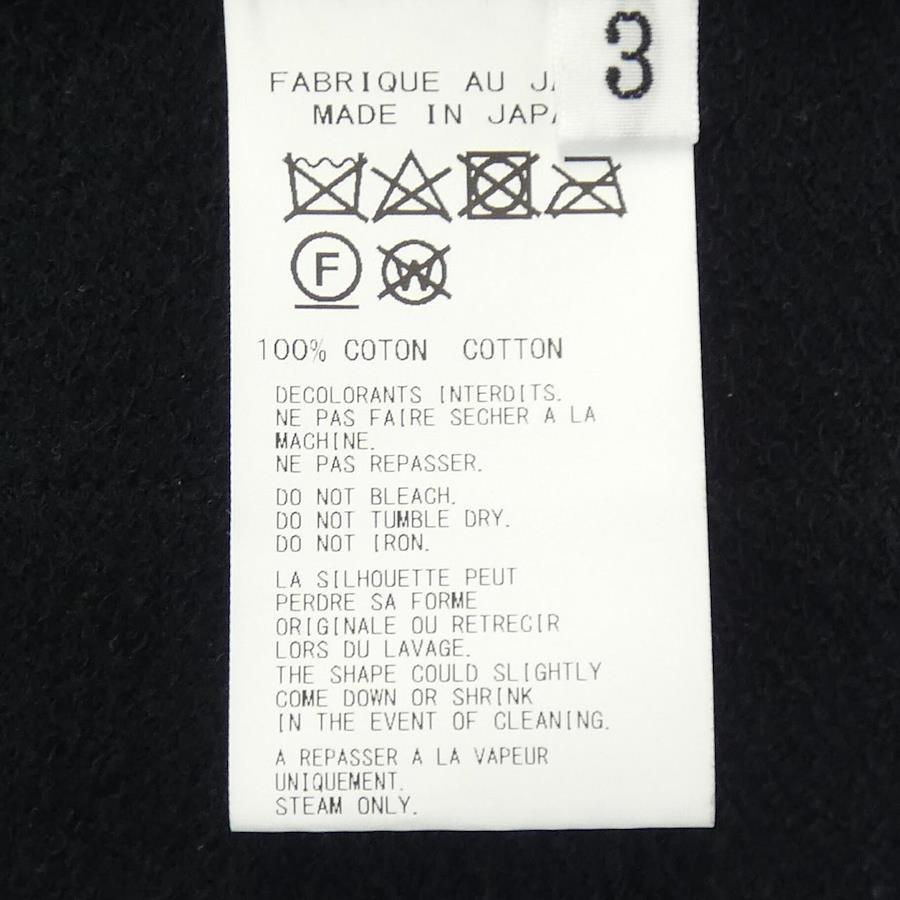 3
FABRIQUE AU
MADE IN
F
W
100% COTON COTTON
DECOLORANTS INTERDITS.
NE PAS FAIRE SECHER A LA
MACHINE.
NE PAS REPASSER.
DO NOT BLEACH.
DO NOT TUMBLE DRY.
DO NOT IRON.
LA SILHOUETTE PEUT
PERDRE SA FORME
ORIGINALE OU RETRECIR
LORS DU LAVAGE.
THE SHAPE COULD SLIGHTLY
COME DOWN OR SHRINK
IN THE EVENT OF CLEANING.
A REPASSER A LA VAPEUR
UNIQUEMENT.
STEAM ONLY.